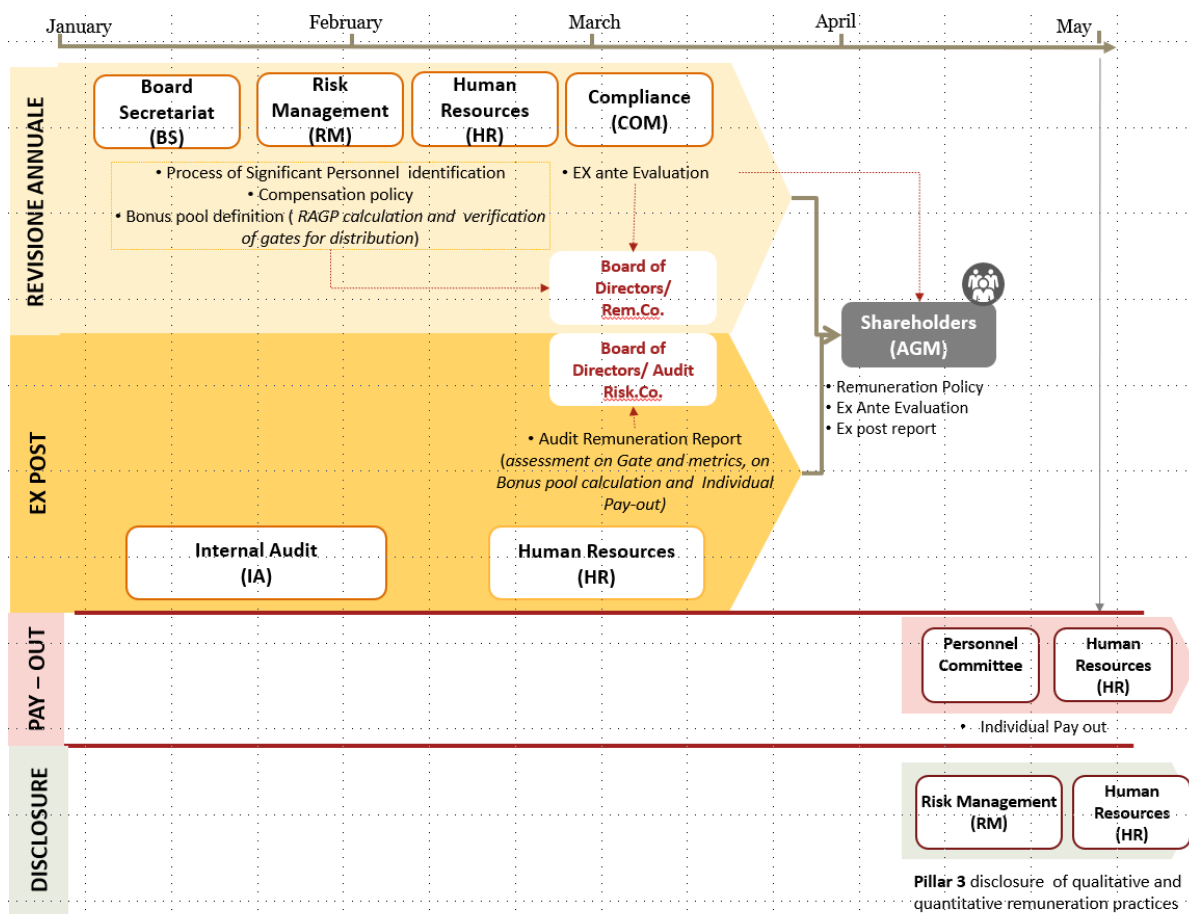 January
February
March
April
May
REVISIONE ANNUALE
Board
Secretariat
(BS)
Risk
Management
(RM)
Human
Resources
(HR)
Compliance
(COM)
• Process of Significant Personnel identification
• Compensation policy
• Bonus pool definition ( RAGP calculation and verification
of gates for distribution)
• EX ante Evaluation
Board of
Directors/
Rem.Co.
Shareholders
(AGM)
• Remuneration Policy
• Ex Ante Evaluation
• Ex post report
EX POST
Board of
Directors/ Audit
Risk.Co.
• Audit Remuneration Report
(assessment on Gate and metrics, on
Bonus pool calculation and Individual
Pay-out)
Internal Audit
(IA)
Human Resources
(HR)
PAY – OUT
Personnel
Committee
Human
Resources
(HR)
• Individual Pay out
DISCLOSURE
Risk Management
(RM)
Human
Resources
(HR)
Pillar 3 disclosure of qualitative and
quantitative remuneration practices